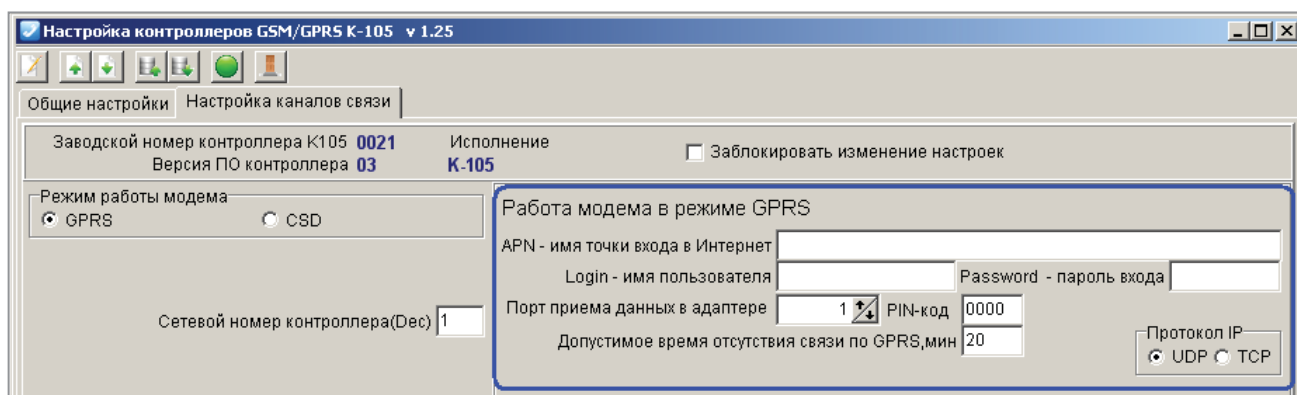 Настройка контроллеров GSM/GPRS K-105 v 1.25
Общие настройки Настройка каналов связи
Заводской номер контроллера К105 0021 Исполнение
Версия ПО контроллера 03 К-105
Заблокировать изменение настроек
Режим работы модема
GPRS CSD
Сетевой номер контроллера(Dec) 1
Работа модема в режиме GPRS
APN - имя точки входа в Интернет
Login - имя пользователя Password - пароль входа
Порт приема данных в адаптере 1 PIN-код 0000
Допустимое время отсутствия связи по GPRS,мин 20
Протокол IP
UDP TCP